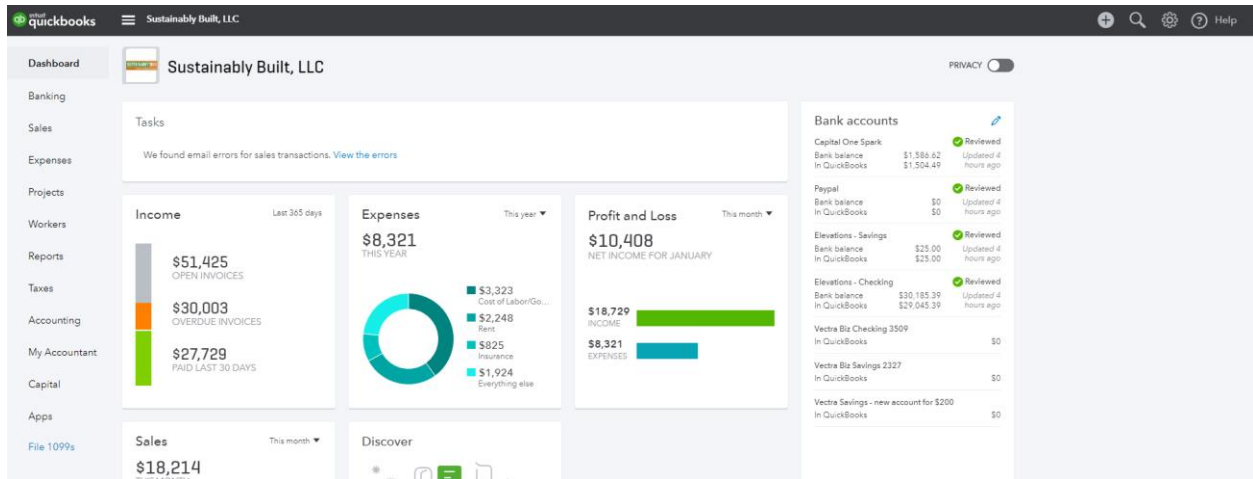 intuit
quickbooks
Sustainably Built, LLC
Help
Dashboard
Banking
Sales
Expenses
Projects
Workers
Reports
Taxes
Accounting
My Accountant
Capital
Apps
File 1099s
Sustainably Built, LLC
PRIVACY
Tasks
We found email errors for sales transactions. View the errors
Income
Last 365 days
$51,425
OPEN INVOICES
$30,003
OVERDUE INVOICES
$27,729
PAID LAST 30 DAYS
Expenses
This year
$8,321
THIS YEAR
$3,323
Cost of Labor/Go...
$2,248
Rent
$825
Insurance
$1,924
Everything else
Profit and Loss
This month
$10,408
NET INCOME FOR JANUARY
$18,729
INCOME
$8,321
EXPENSES
Sales
This month
$18,214
THIS MONTH
Discover
Bank accounts
Capital One Spark
Reviewed
Bank balance $1,586.62 Updated 4
In QuickBooks $1,504.49 hours ago
Paypal
Reviewed
Bank balance $0 Updated 4
In QuickBooks $0 hours ago
Elevations - Savings
Reviewed
Bank balance $25.00 Updated 4
In QuickBooks $25.00 hours ago
Elevations - Checking
Reviewed
Bank balance $30,185.39 Updated 4
In QuickBooks $29,045.39 hours ago
Vectra Biz Checking 3509
In QuickBooks $0
Vectra Biz Savings 2327
In QuickBooks $0
Vectra Savings - new account for $200
In QuickBooks $0